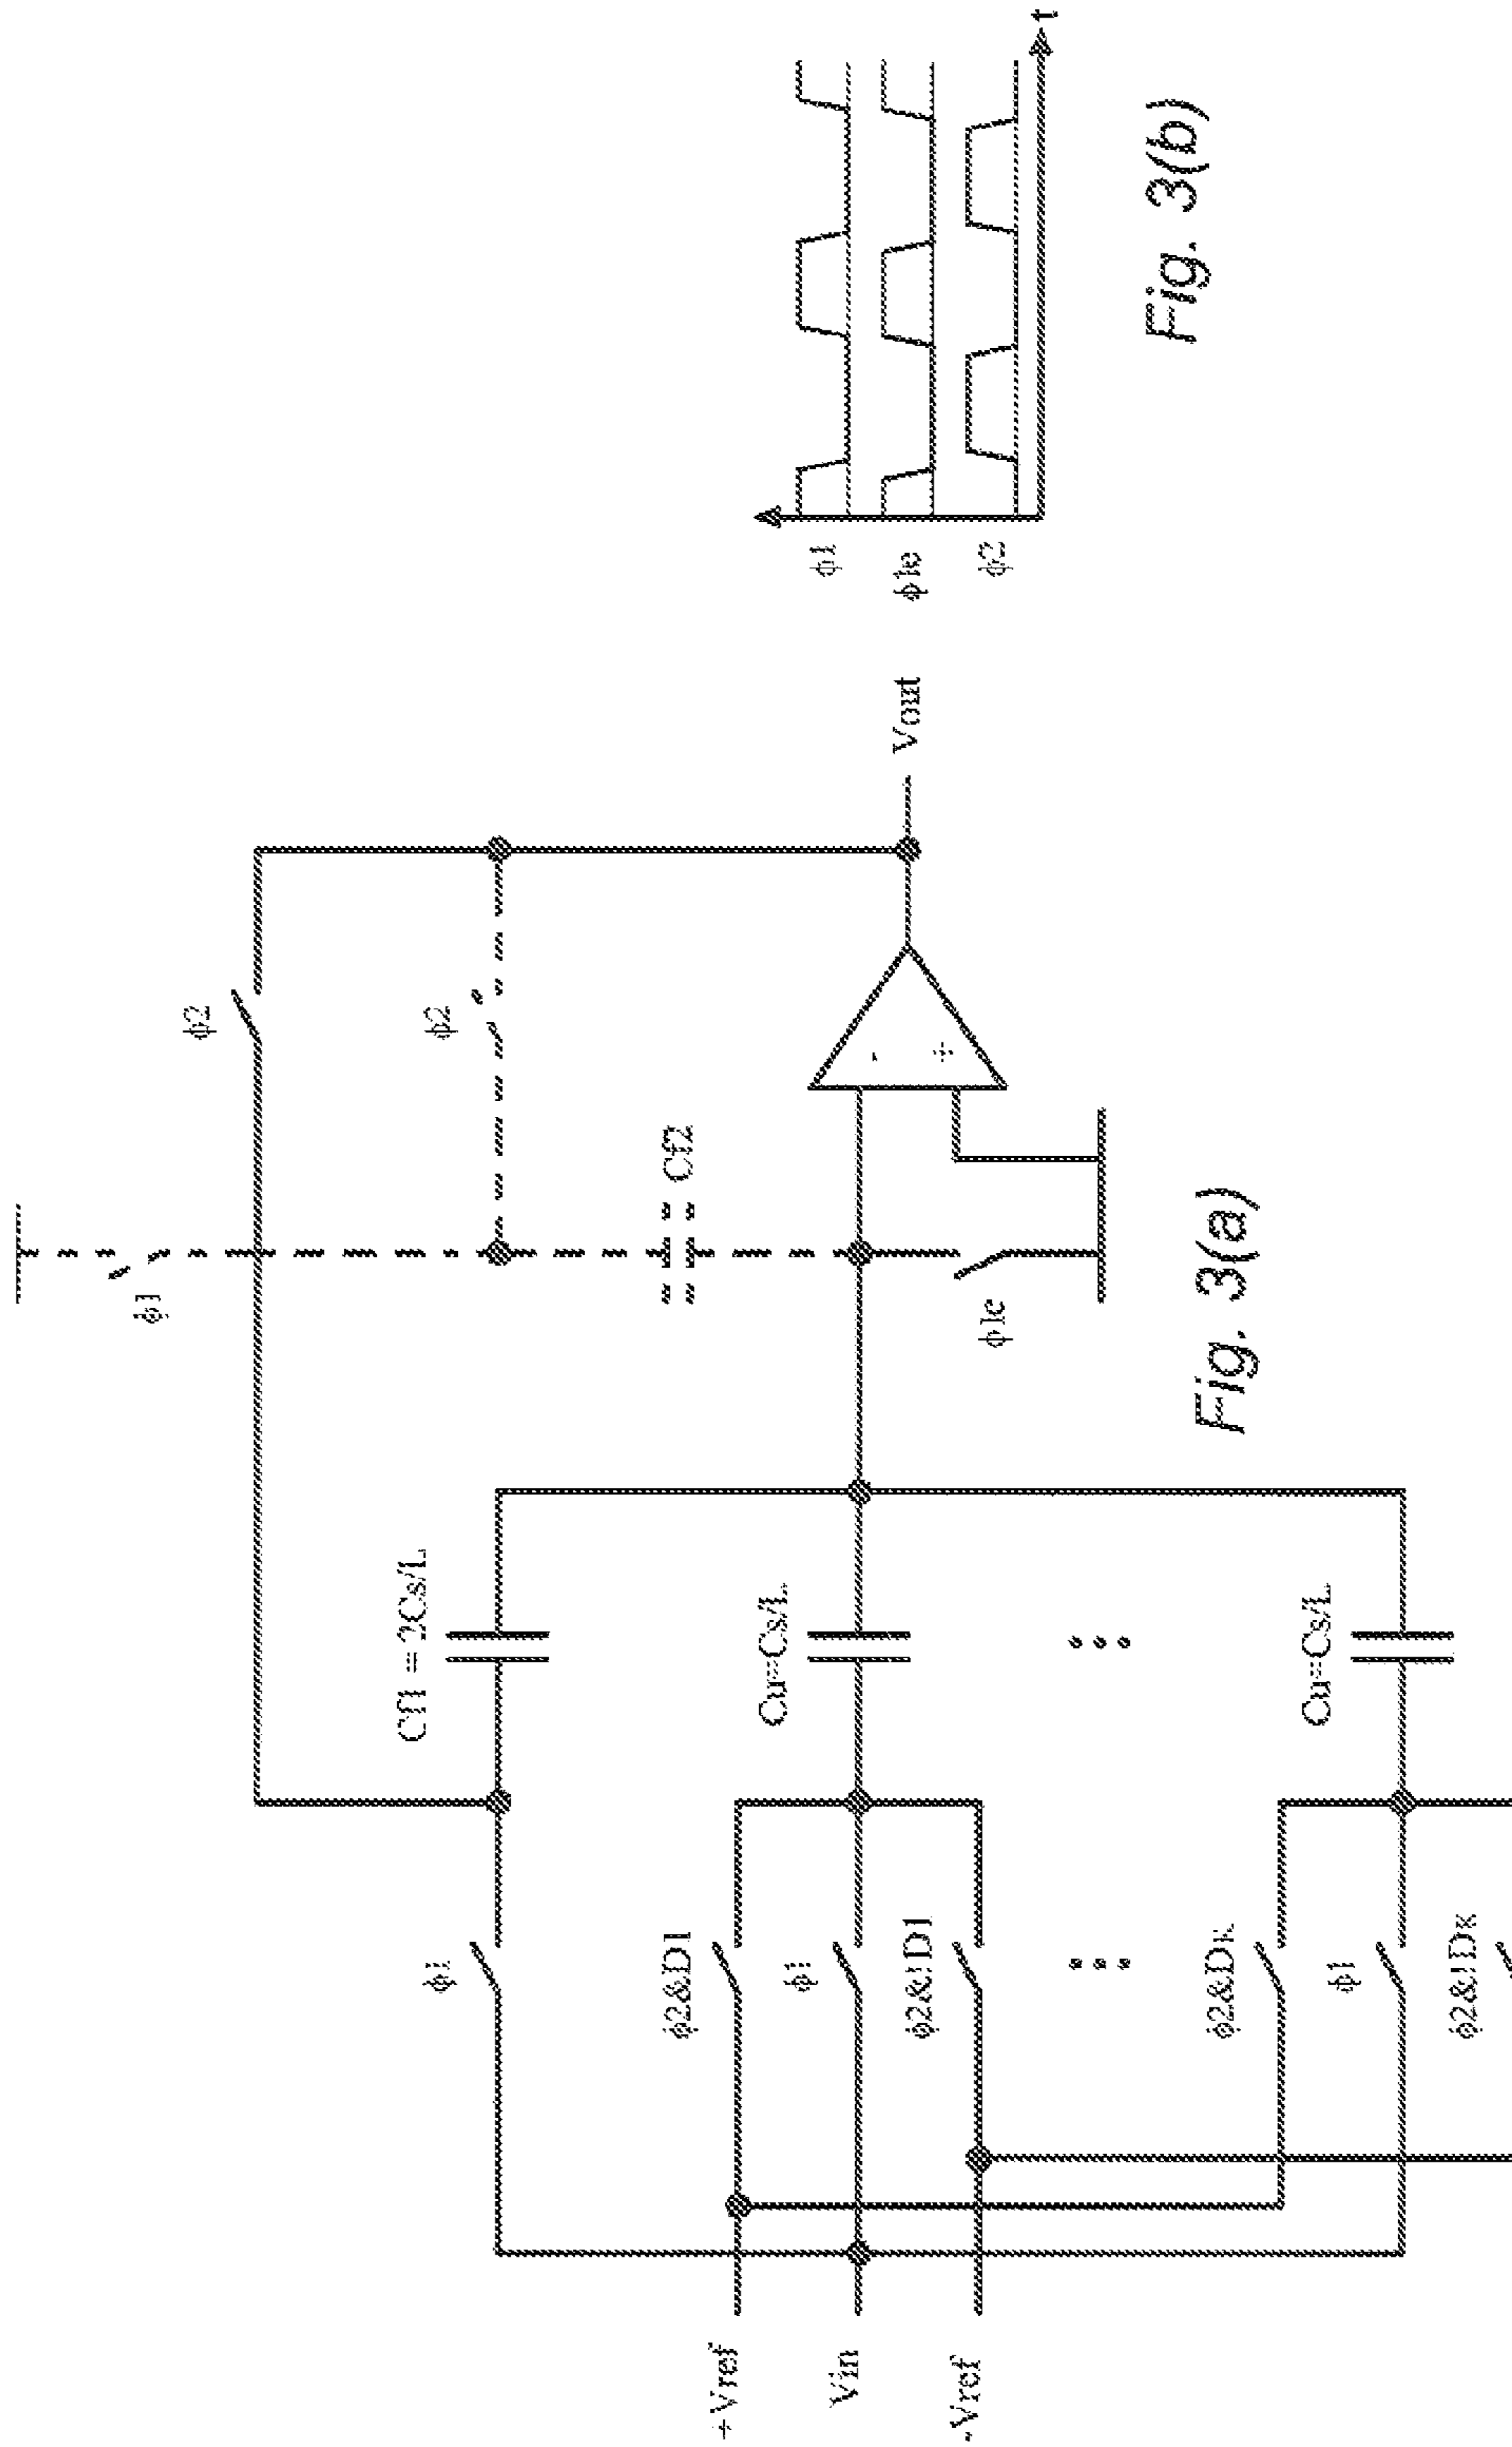 +Vref
Vin
-Vref
ϕ1
ϕ2&D1
ϕ1
ϕ2&!D1
ϕ2&DK
ϕ1
ϕ2&!DK
Cf1 = 2Cs/L
Cu=Cs/L
Cu=Cs/L
ϕ1
ϕ2
ϕ2
Cf2
ϕ1e
-
+
Vout
Fig. 3(a)
ϕ1
ϕ1e
ϕ2
t
Fig. 3(b)